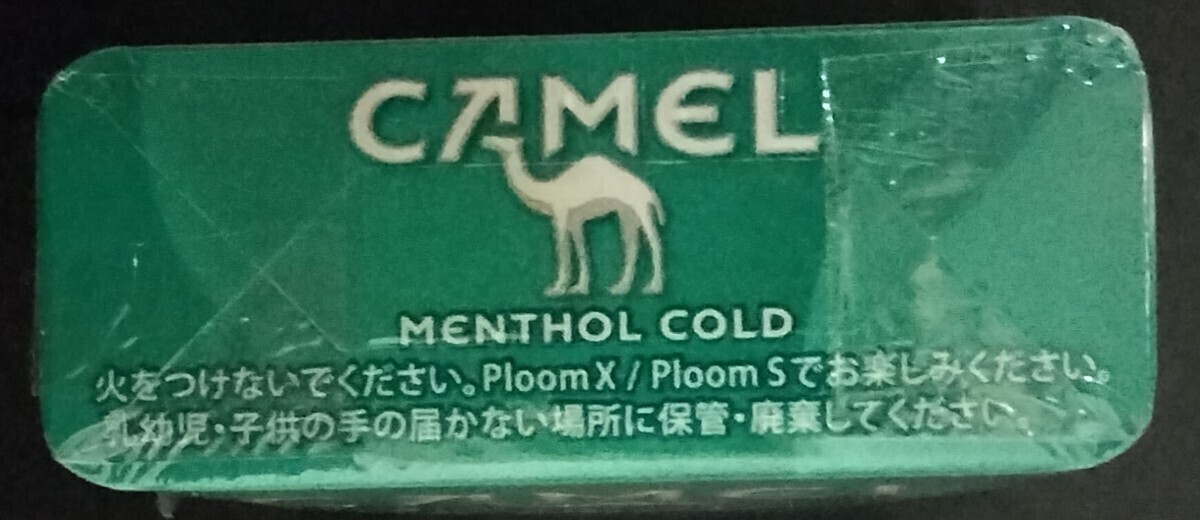 CAMEL
MENTHOL COLD
火をつけないでください。Ploom X / Ploom Sでお楽しみください。
乳幼児・子供の手の届かない場所に保管・廃棄してください。